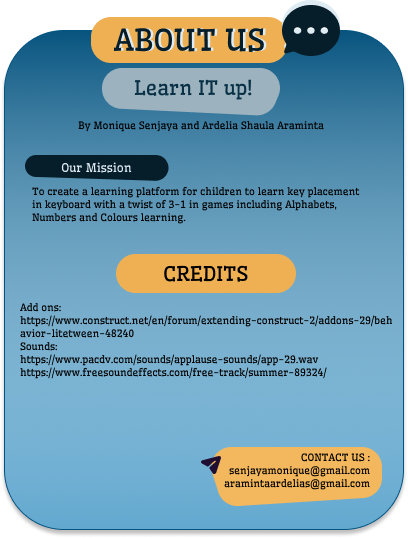 ABOUT US
Learn IT up!
By Monique Senjaya and Ardelia Shaula Araminta
Our Mission
To create a learning platform for children to learn key placement
in keyboard with a twist of 3-1 in games including Alphabets,
Numbers and Colours learning.
CREDITS
Add ons:
https://www.construct.net/en/forum/extending-construct-2/addons-29/beh
avior-litetween-48240
Sounds:
https://www.pacdv.com/sounds/applause-sounds/app-29.wav
https://www.freesoundeffects.com/free-track/summer-89324/
CONTACT US :
senjayamonique@gmail.com
aramintaardelias@gmail.com